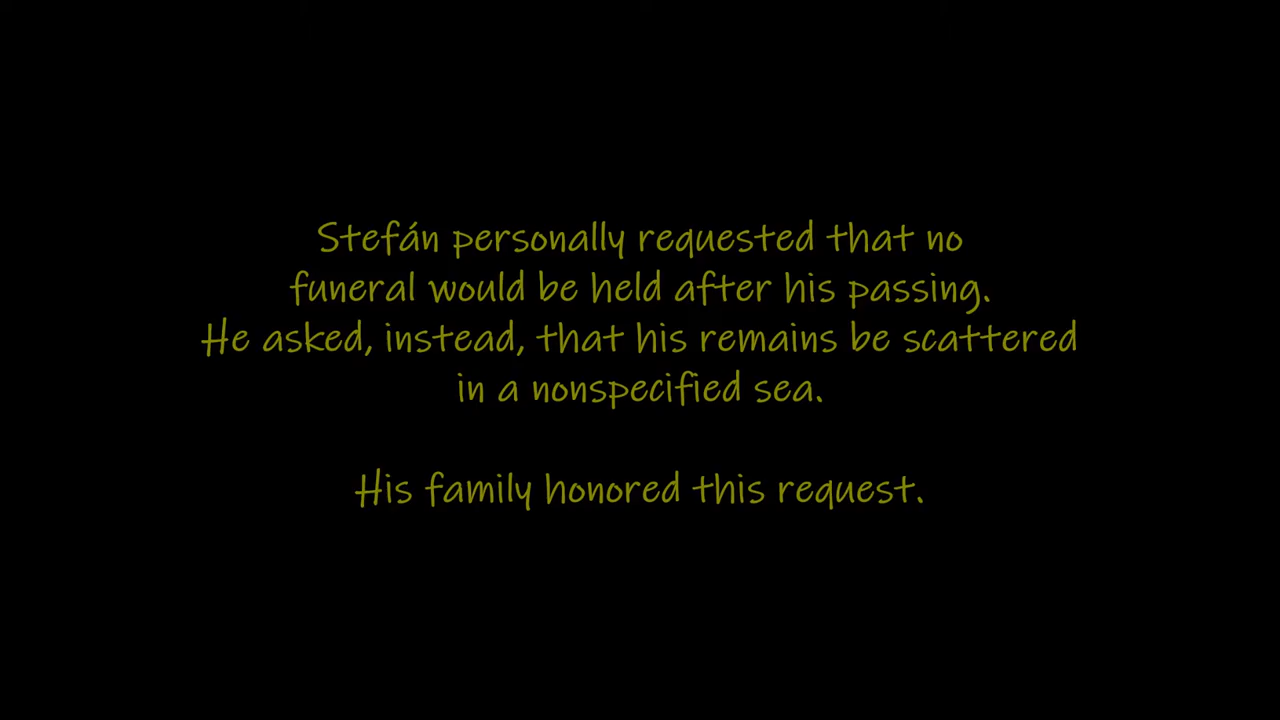 Stefán personally requested that no
funeral would be held after his passing.
He asked, instead, that his remains be scattered
in a nonspecified sea.
His family honored this request.